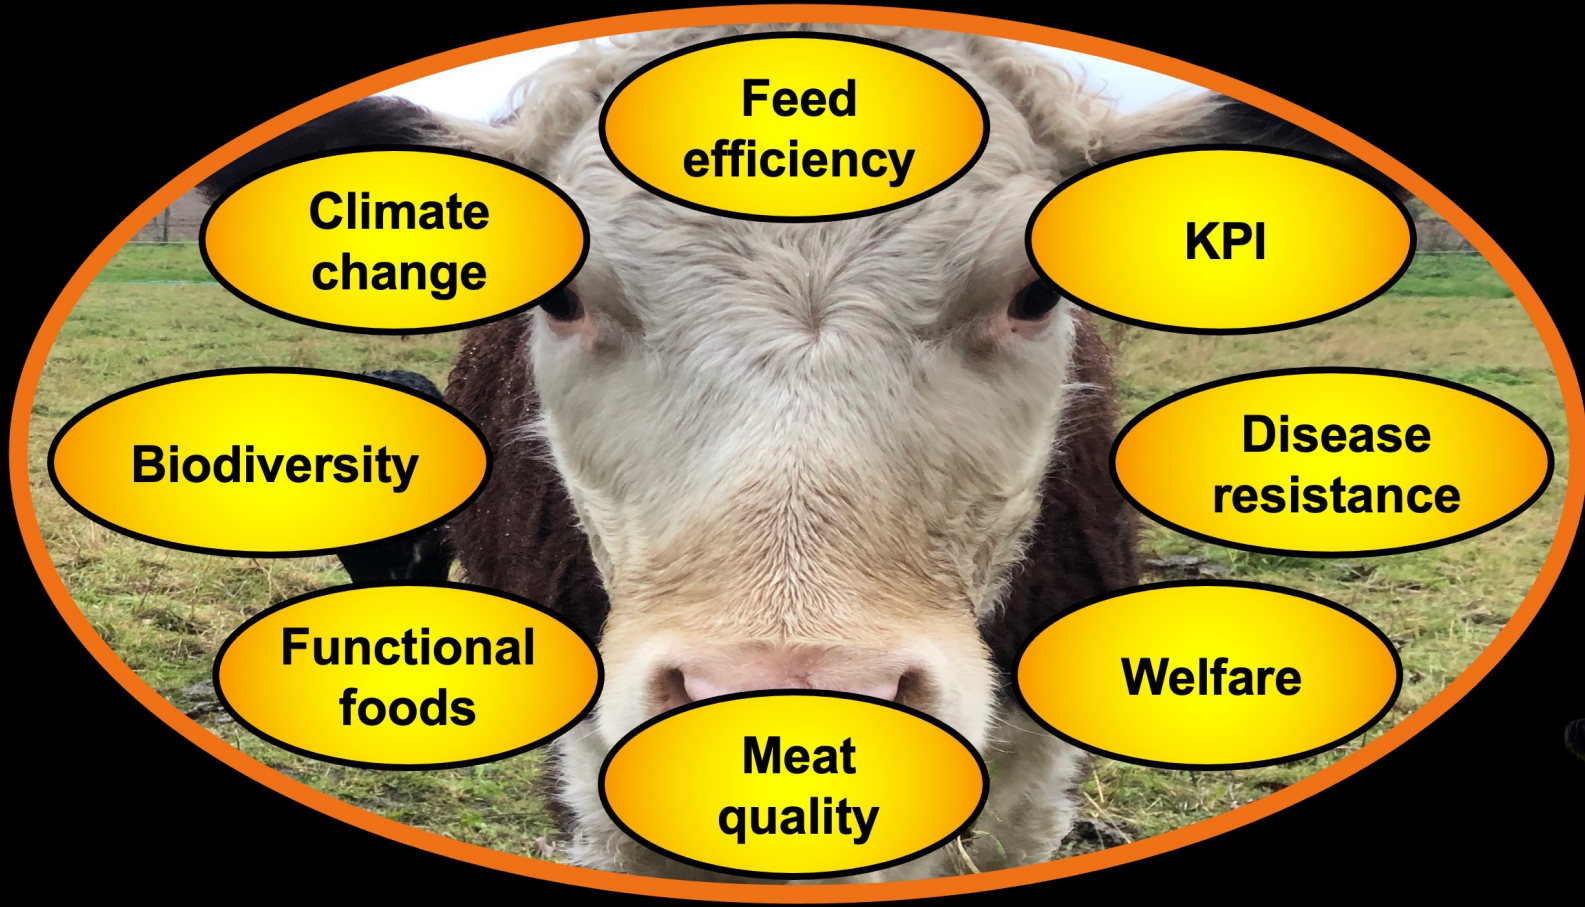 Feed
efficiency
Climate
change
KPI
Biodiversity
Disease
resistance
Functional
foods
Welfare
Meat
quality